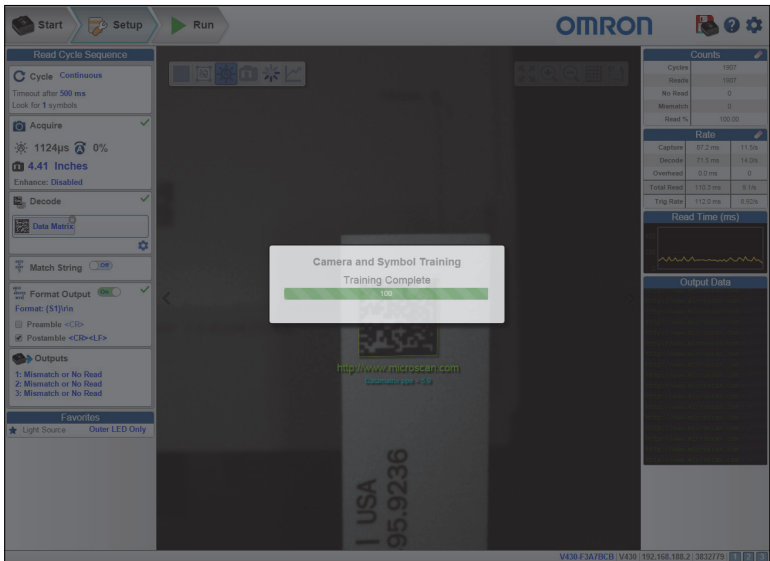 Start
Setup
Run
OMRON
Read Cycle Sequence
Cycle Continuous
Timeout after 500 ms
Look for 1 symbols
Acquire
1124µs 0%
4.41 Inches
Enhance: Disabled
Decode
Data Matrix
Match String Off
Format Output On
Format: {S1}\r\n
Preamble <CR>
Postamble <CR><LF>
Outputs
1: Mismatch or No Read
2: Mismatch or No Read
3: Mismatch or No Read
Favorites
Light Source Outer LED Only
Camera and Symbol Training
Training Complete
100
http://www.microscan.com
I USA
95.9236
Counts
Cycles 1907
Reads 1907
No Read 0
Mismatch 0
Read % 100.00
Rate
Capture 87.2 ms 11.5/s
Decode 71.5 ms 14.0/s
Overhead 0.0 ms 0
Total Read 110.3 ms 9.1/s
Trig Rate 112.0 ms 8.92/s
Read Time (ms)
Output Data
V430-F3A7BCB | V430 | 192.168.188.2 | 3832779 | 1 2 3